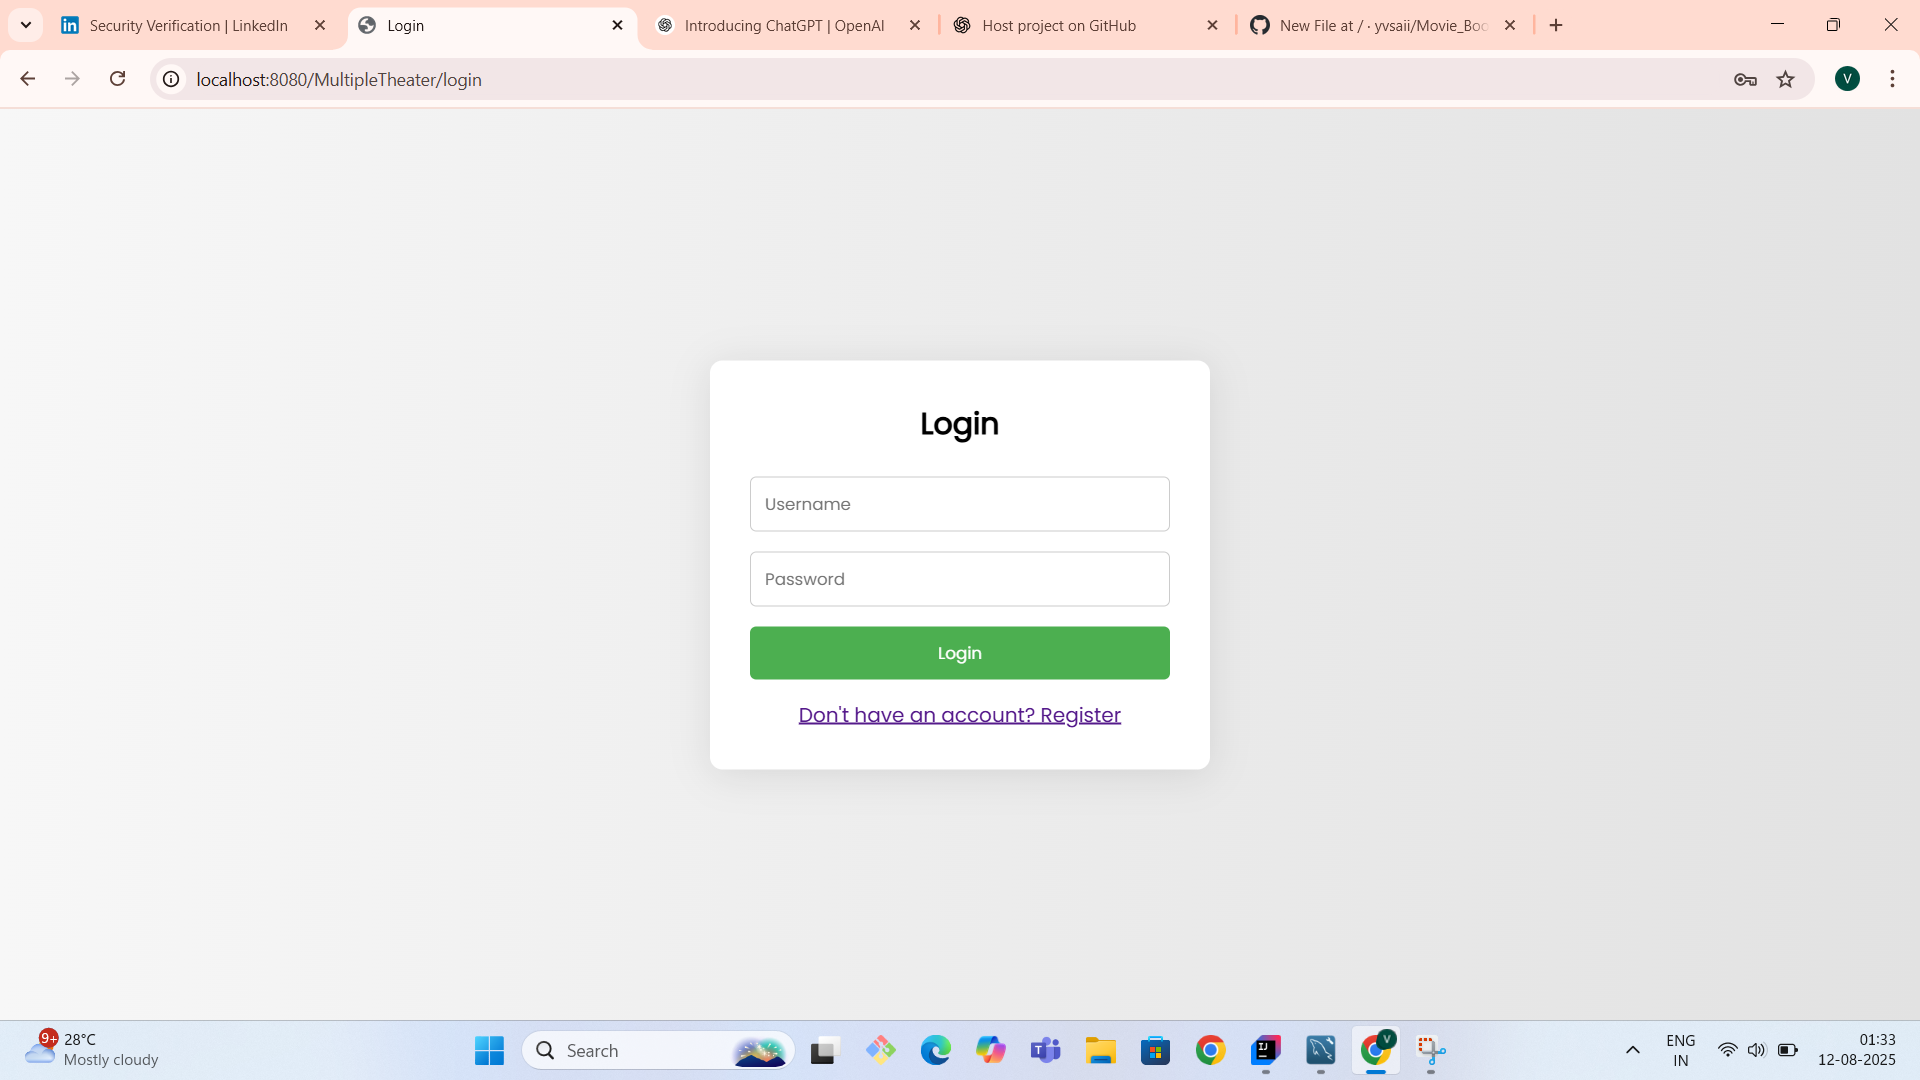 Security Verification | LinkedIn
Login
Introducing ChatGPT | OpenAI
Host project on GitHub
New File at / · yvsaii/Movie_Boo
localhost:8080/MultipleTheater/login
V
Login
Username
Password
Login
Don't have an account? Register
9+
28°C
Mostly cloudy
Search
V
ENG
IN
01:33
12-08-2025